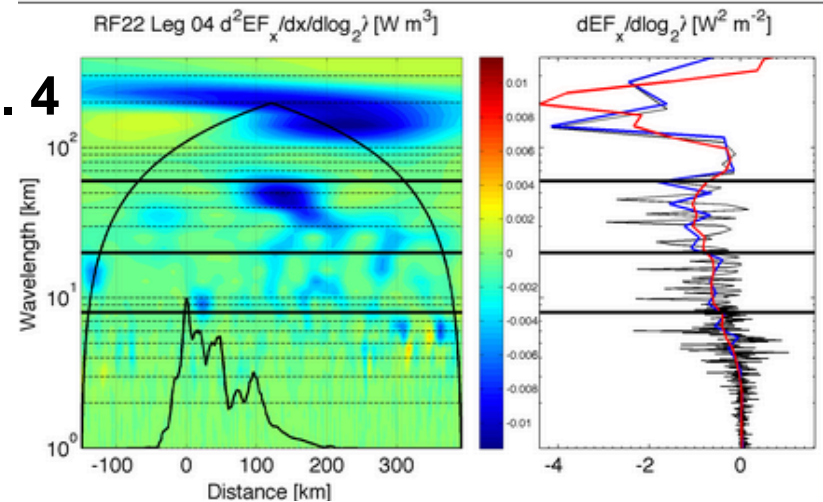 RF22 Leg 04 d²EFₓ/dx/dlog₂λ [W m³]
dEFₓ/dlog₂λ [W² m⁻²]
. 4
Wavelength [km]
10²
10¹
10⁰
-100 0 100 200 300
Distance [km]
0.01
0.008
0.006
0.004
0.002
0
-0.002
-0.004
-0.006
-0.008
-0.01
-4 -2 0